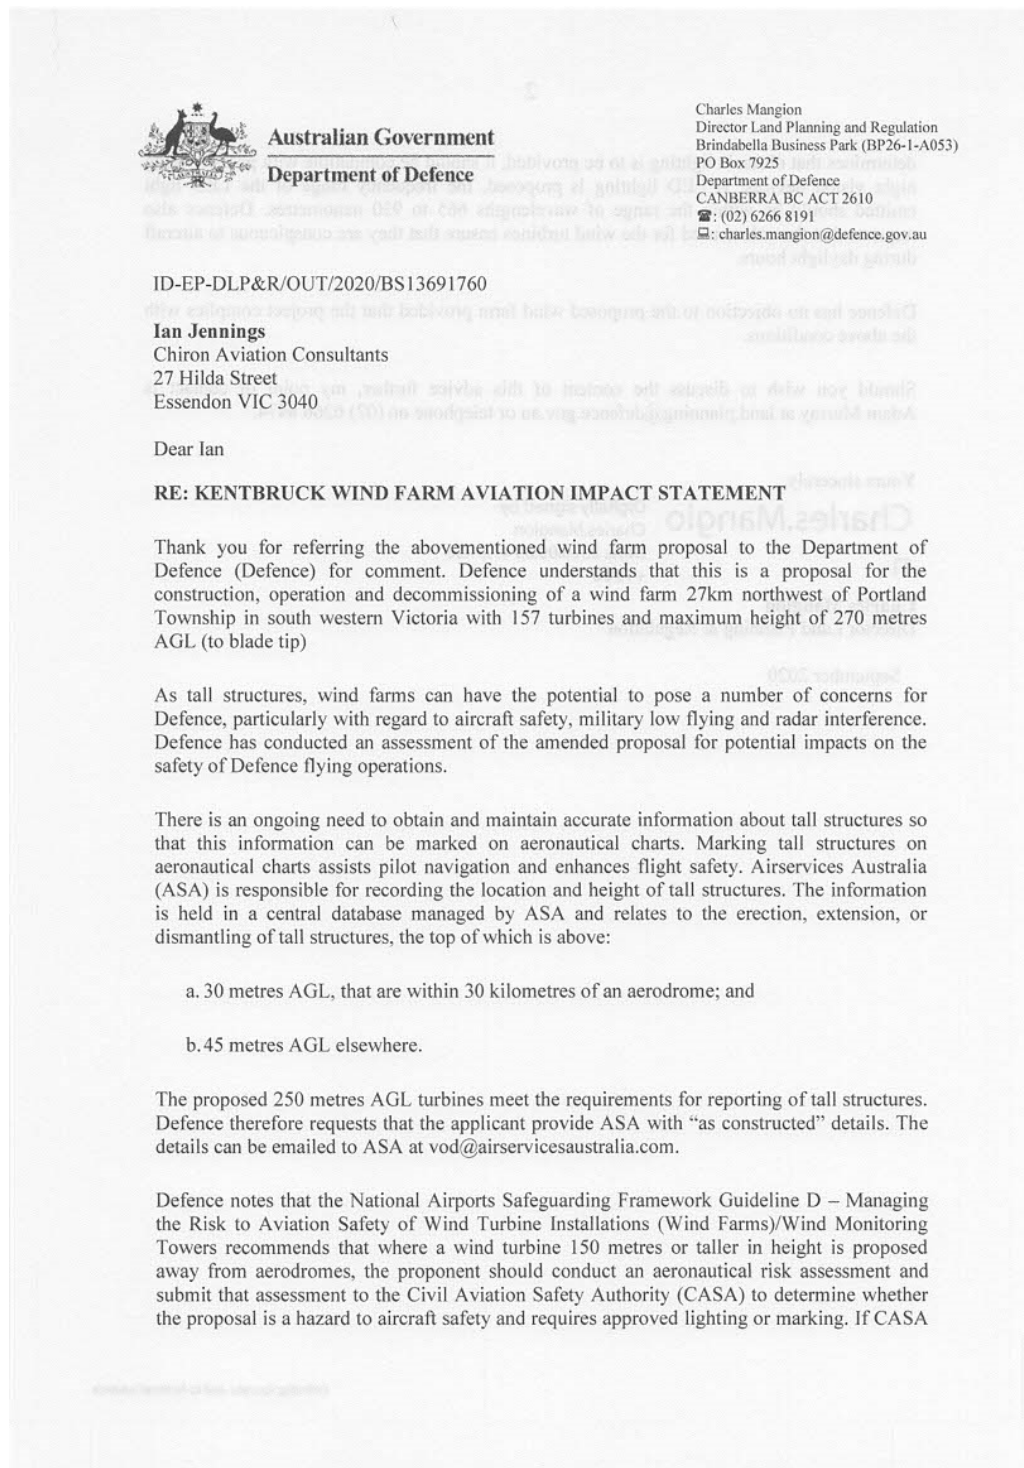 Australian Government
Department of Defence
Charles Mangion
Director Land Planning and Regulation
Brindabella Business Park (BP26-1-A053)
PO Box 7925
Department of Defence
CANBERRA BC ACT 2610
☎: (02) 6266 8191
💻: charles.mangion@defence.gov.au
ID-EP-DLP&R/OUT/2020/BS13691760
Ian Jennings
Chiron Aviation Consultants
27 Hilda Street
Essendon VIC 3040
Dear Ian
RE: KENTBRUCK WIND FARM AVIATION IMPACT STATEMENT
Thank you for referring the abovementioned wind farm proposal to the Department of
Defence (Defence) for comment. Defence understands that this is a proposal for the
construction, operation and decommissioning of a wind farm 27km northwest of Portland
Township in south western Victoria with 157 turbines and maximum height of 270 metres
AGL (to blade tip)
As tall structures, wind farms can have the potential to pose a number of concerns for
Defence, particularly with regard to aircraft safety, military low flying and radar interference.
Defence has conducted an assessment of the amended proposal for potential impacts on the
safety of Defence flying operations.
There is an ongoing need to obtain and maintain accurate information about tall structures so
that this information can be marked on aeronautical charts. Marking tall structures on
aeronautical charts assists pilot navigation and enhances flight safety. Airservices Australia
(ASA) is responsible for recording the location and height of tall structures. The information
is held in a central database managed by ASA and relates to the erection, extension, or
dismantling of tall structures, the top of which is above:
a. 30 metres AGL, that are within 30 kilometres of an aerodrome; and
b. 45 metres AGL elsewhere.
The proposed 250 metres AGL turbines meet the requirements for reporting of tall structures.
Defence therefore requests that the applicant provide ASA with “as constructed” details. The
details can be emailed to ASA at vod@airservicesaustralia.com.
Defence notes that the National Airports Safeguarding Framework Guideline D – Managing
the Risk to Aviation Safety of Wind Turbine Installations (Wind Farms)/Wind Monitoring
Towers recommends that where a wind turbine 150 metres or taller in height is proposed
away from aerodromes, the proponent should conduct an aeronautical risk assessment and
submit that assessment to the Civil Aviation Safety Authority (CASA) to determine whether
the proposal is a hazard to aircraft safety and requires approved lighting or marking. If CASA